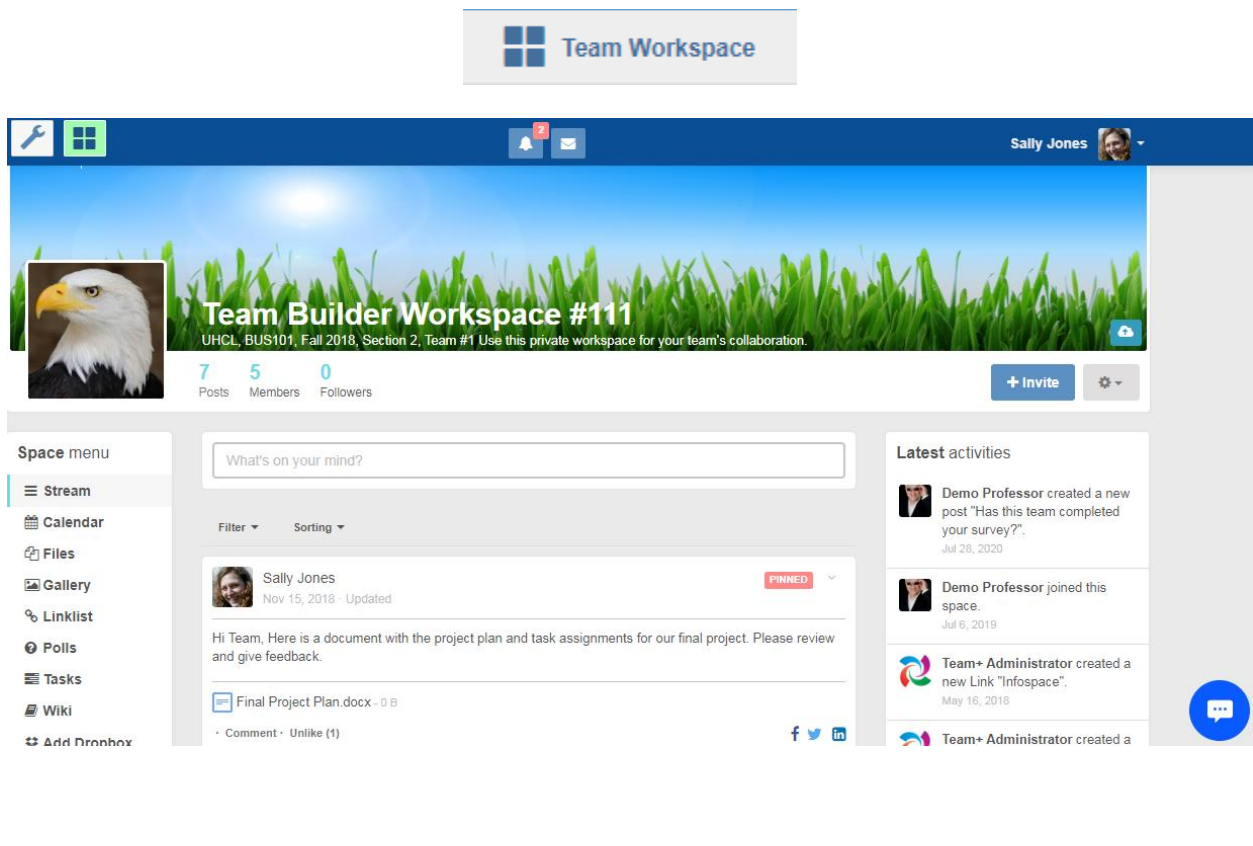 Team Workspace
2
Sally Jones
Team Builder Workspace #111
UHCL, BUS101, Fall 2018, Section 2, Team #1 Use this private workspace for your team's collaboration.
7 5 0
Posts Members Followers
+ Invite
Space menu
Stream
Calendar
Files
Gallery
Linklist
Polls
Tasks
Wiki
Add Dropbox
What's on your mind?
Filter Sorting
Sally Jones
PINNED
Nov 15, 2018 · Updated
Hi Team, Here is a document with the project plan and task assignments for our final project. Please review
and give feedback.
Final Project Plan.docx - 0 B
· Comment · Unlike (1)
Latest activities
Demo Professor created a new
post "Has this team completed
your survey?".
Jul 28, 2020
Demo Professor joined this
space.
Jul 6, 2019
Team+ Administrator created a
new Link "Infospace".
May 16, 2018
Team+ Administrator created a